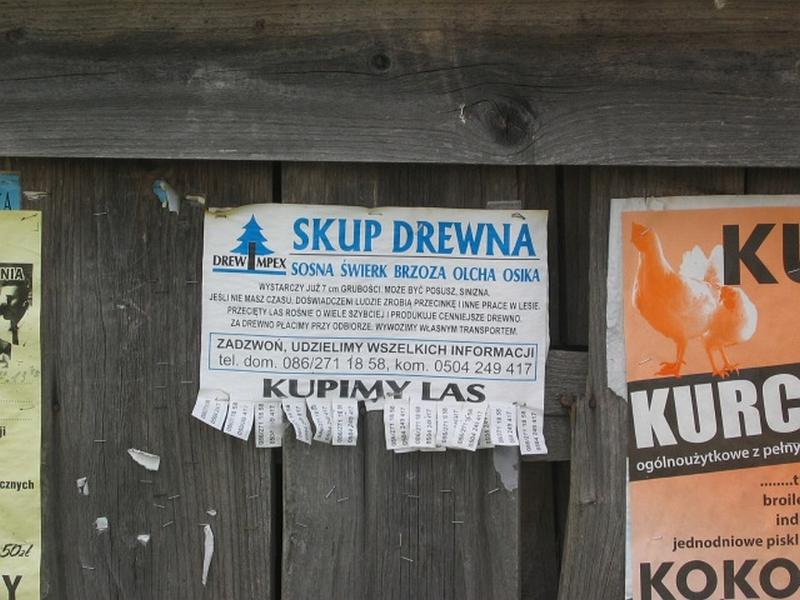 SKUP DREWNA
DREW IMPEX
SOSNA ŚWIERK BRZOZA OLCHA OSIKA
WYSTARCZY JUŻ 7 cm GRUBOŚCI. MOŻE BYĆ POSUSZ, SINIZNA.
JEŚLI NIE MASZ CZASU, DOŚWIADCZENI LUDZIE ZROBIĄ PRZECINKĘ I INNE PRACE W LESIE.
PRZECIĘTY LAS ROŚNIE O WIELE SZYBCIEJ I PRODUKUJE CENNIEJSZE DREWNO.
ZA DREWNO PŁACIMY PRZY ODBIORZE. WYWOZIMY WŁASNYM TRANSPORTEM.
ZADZWOŃ, UDZIELIMY WSZELKICH INFORMACJI
tel. dom. 086/271 18 58, kom. 0504 249 417
KUPIMY LAS
NIA
ji
cznych
50zł
Y
KU
KURC
ogólnoużytkowe z pełny
........t
broile
ind
jednodniowe piskl
KOKO